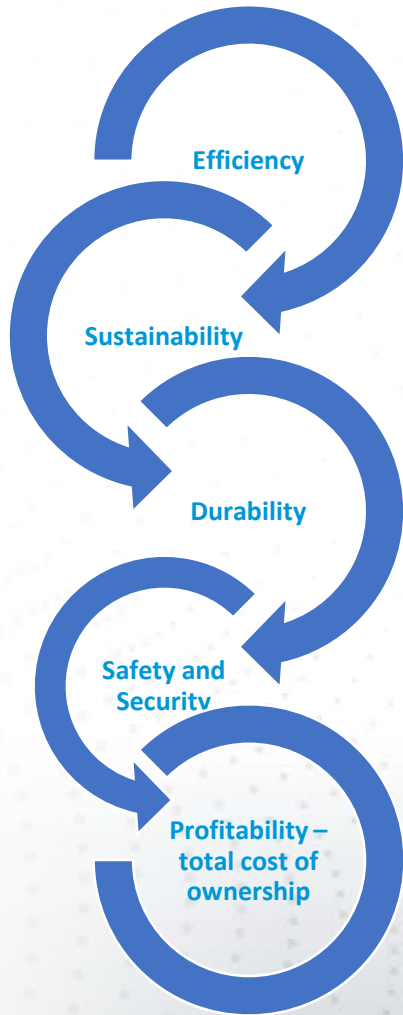 Efficiency
Sustainability
Durability
Safety and
Security
Profitability –
total cost of
ownership